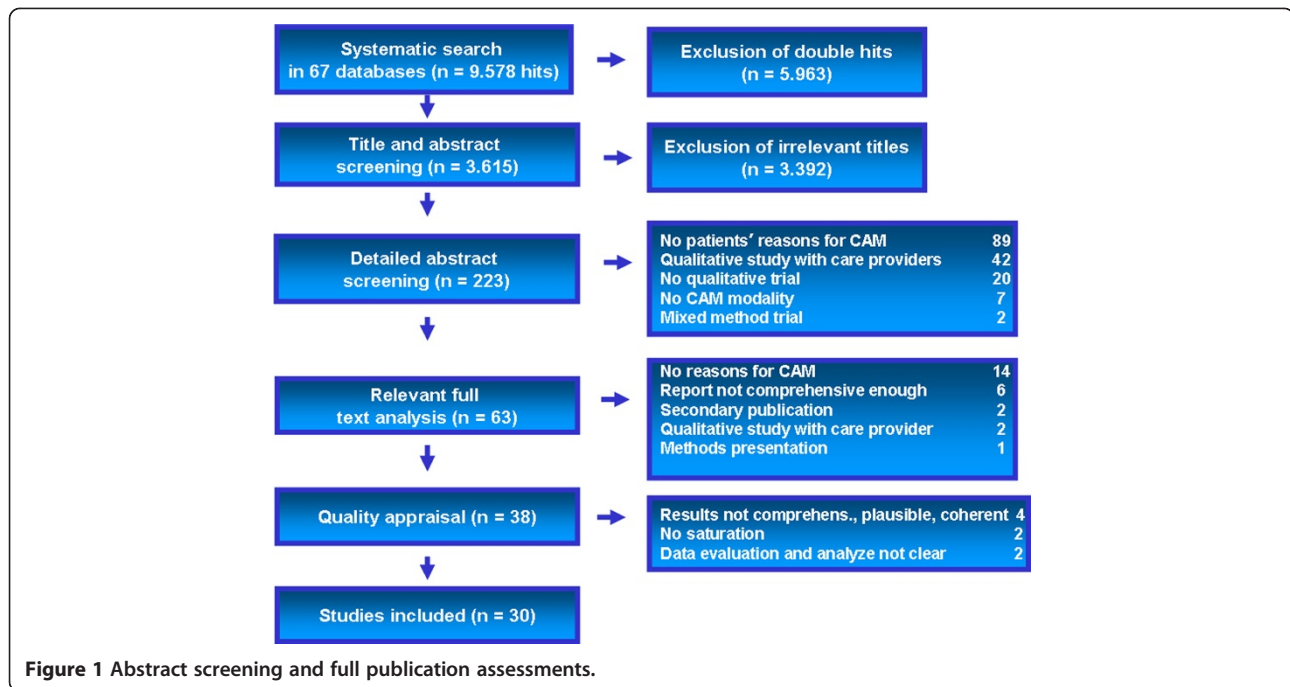 Systematic search
in 67 databases (n = 9.578 hits)
Exclusion of double hits
(n = 5.963)
Title and abstract
screening (n = 3.615)
Exclusion of irrelevant titles
(n = 3.392)
Detailed abstract
screening (n = 223)
No patients′ reasons for CAM 89
Qualitative study with care providers 42
No qualitative trial 20
No CAM modality 7
Mixed method trial 2
Relevant full
text analysis (n = 63)
No reasons for CAM 14
Report not comprehensive enough 6
Secondary publication 2
Qualitative study with care provider 2
Methods presentation 1
Quality appraisal (n = 38)
Results not comprehens., plausible, coherent 4
No saturation 2
Data evaluation and analyze not clear 2
Studies included (n = 30)
Figure 1 Abstract screening and full publication assessments.